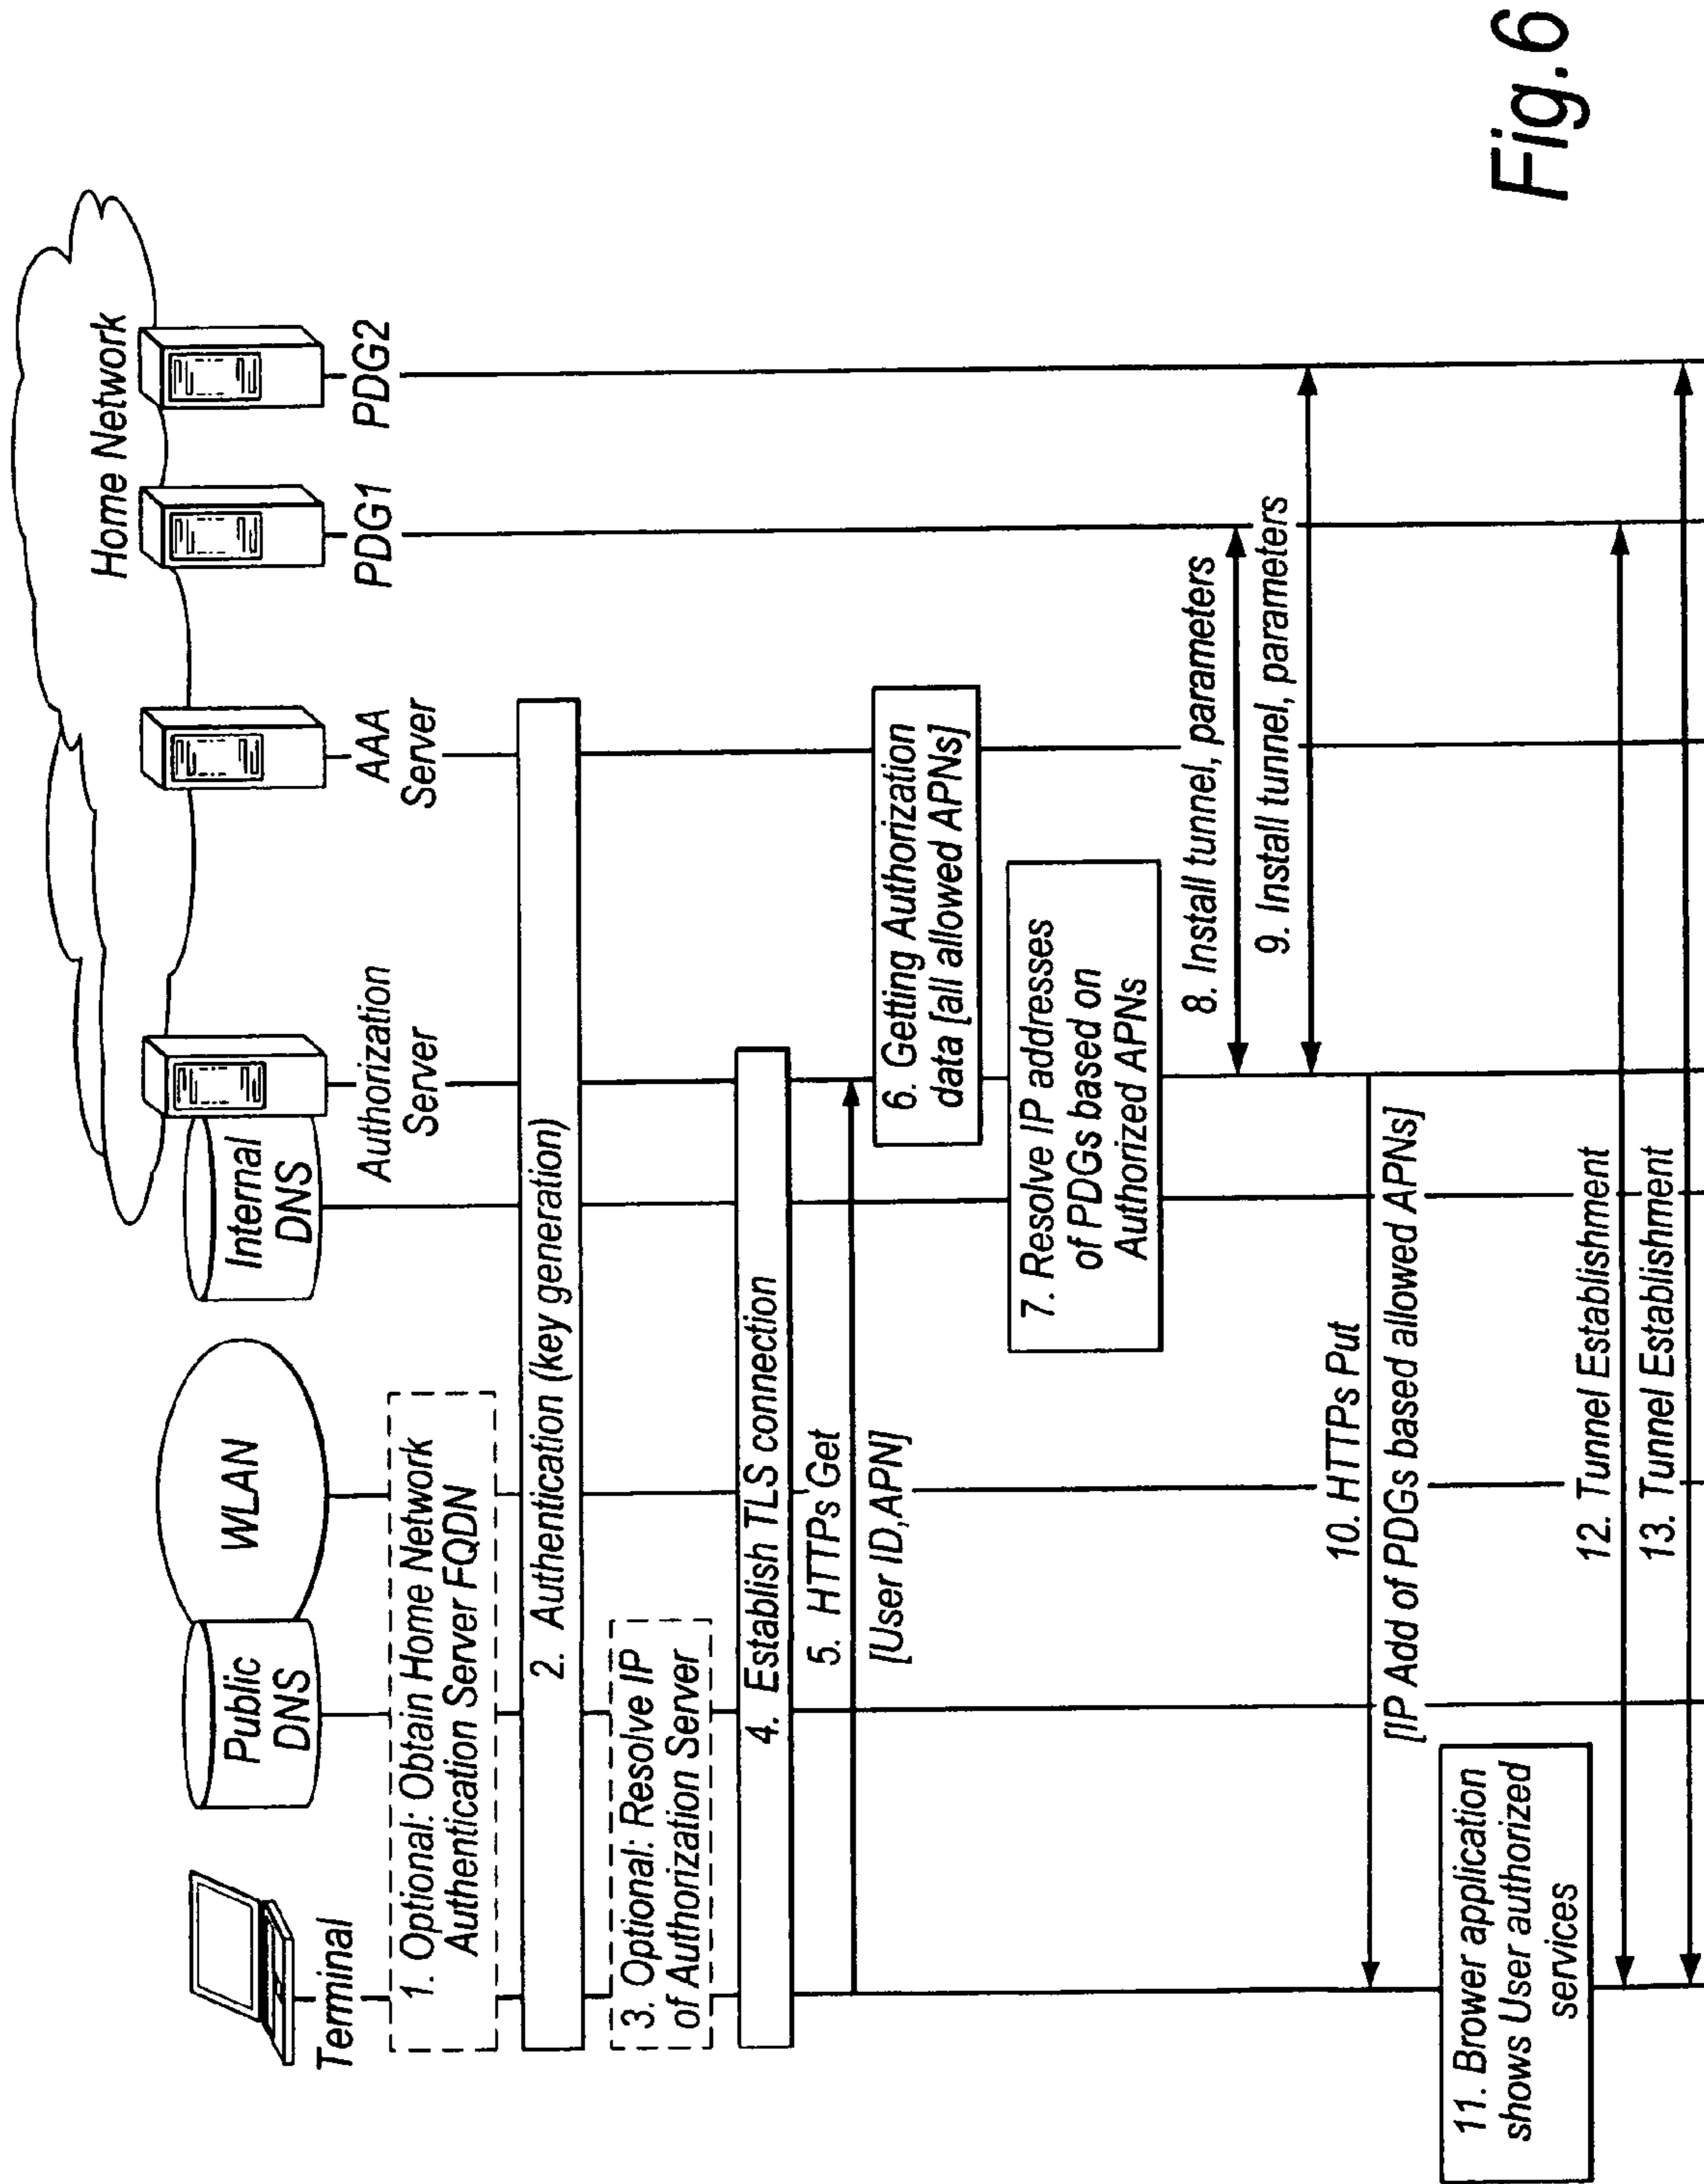 Home Network
Terminal
Public
DNS
WLAN
Internal
DNS
Authorization
Server
AAA
Server
PDG1
PDG2
1. Optional: Obtain Home Network
Authentication Server FQDN
2. Authentication (key generation)
3. Optional: Resolve IP
of Authorization Server
4. Establish TLS connection
5. HTTPs Get
[User ID,APN]
6. Getting Authorization
data [all allowed APNs]
7. Resolve IP addresses
of PDGs based on
Authorized APNs
8. Install tunnel, parameters
9. Install tunnel, parameters
10. HTTPs Put
[IP Add of PDGs based allowed APNs]
11. Brower application
shows User authorized
services
12. Tunnel Establishment
13. Tunnel Establishment
Fig.6